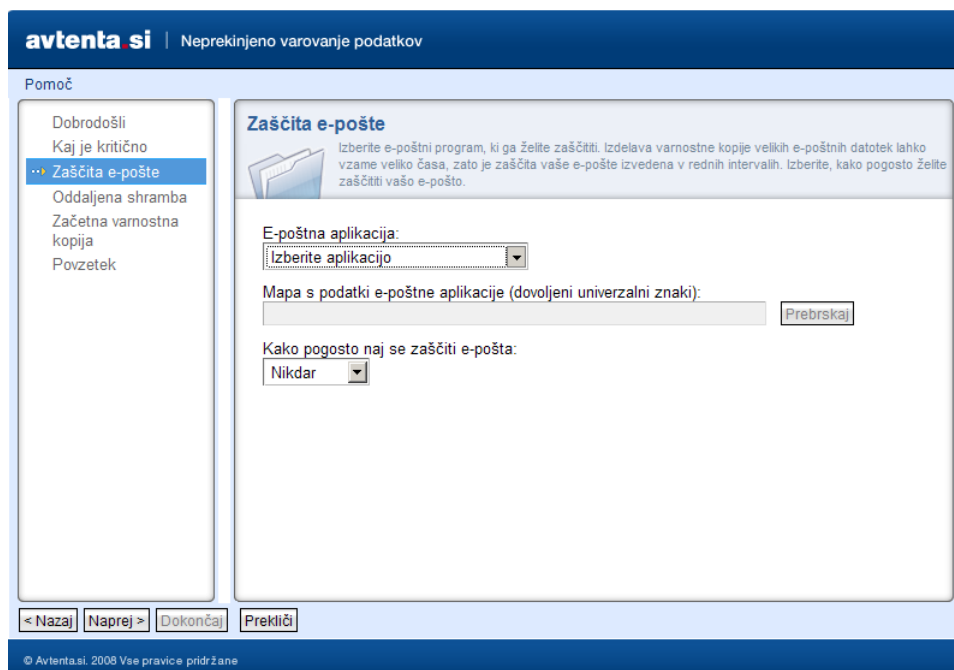 avtenta.si | Neprekinjeno varovanje podatkov
Pomoč
Dobrodošli
Kaj je kritično
Zaščita e-pošte
Oddaljena shramba
Začetna varnostna
kopija
Povzetek
Zaščita e-pošte
Izberite e-poštni program, ki ga želite zaščititi. Izdelava varnostne kopije velikih e-poštnih datotek lahko
vzame veliko časa, zato je zaščita vaše e-pošte izvedena v rednih intervalih. Izberite, kako pogosto želite
zaščititi vašo e-pošto.
E-poštna aplikacija:
Izberite aplikacijo
Mapa s podatki e-poštne aplikacije (dovoljeni univerzalni znaki):
Prebrskaj
Kako pogosto naj se zaščiti e-pošta:
Nikdar
< Nazaj Naprej > Dokončaj Prekliči
© Avtenta.si. 2008 Vse pravice pridržane